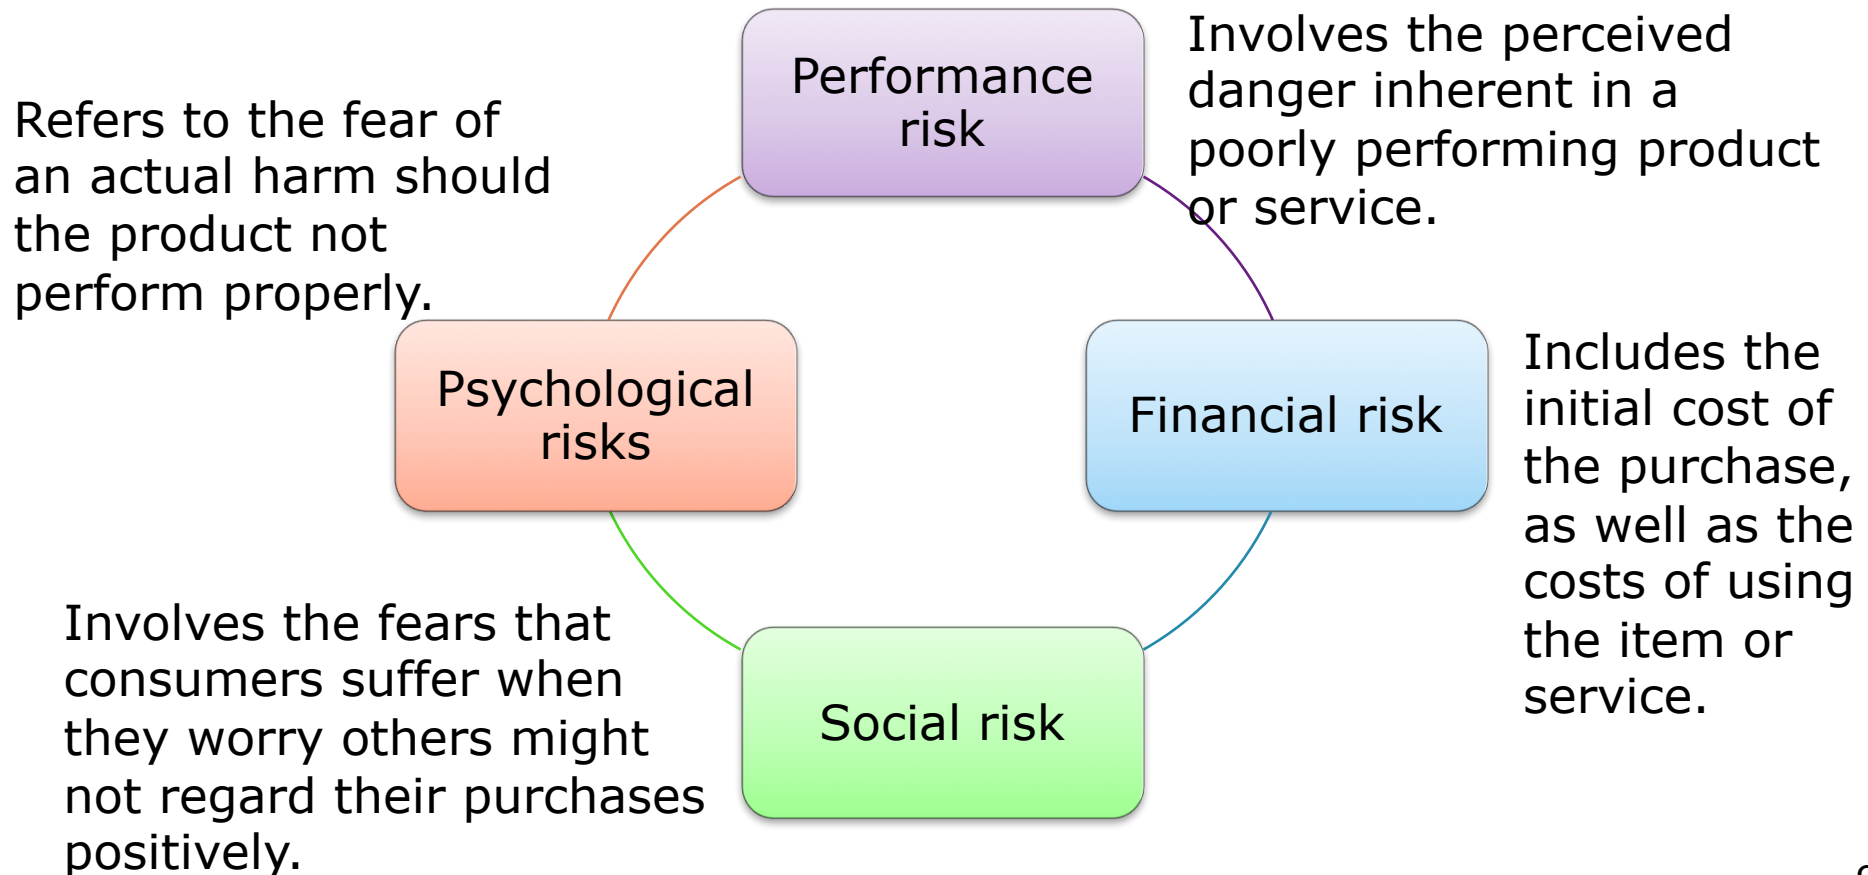 Performance
risk
Involves the perceived
danger inherent in a
poorly performing product
or service.
Refers to the fear of
an actual harm should
the product not
perform properly.
Psychological
risks
Financial risk
Includes the
initial cost of
the purchase,
as well as the
costs of using
the item or
service.
Involves the fears that
consumers suffer when
they worry others might
not regard their purchases
positively.
Social risk